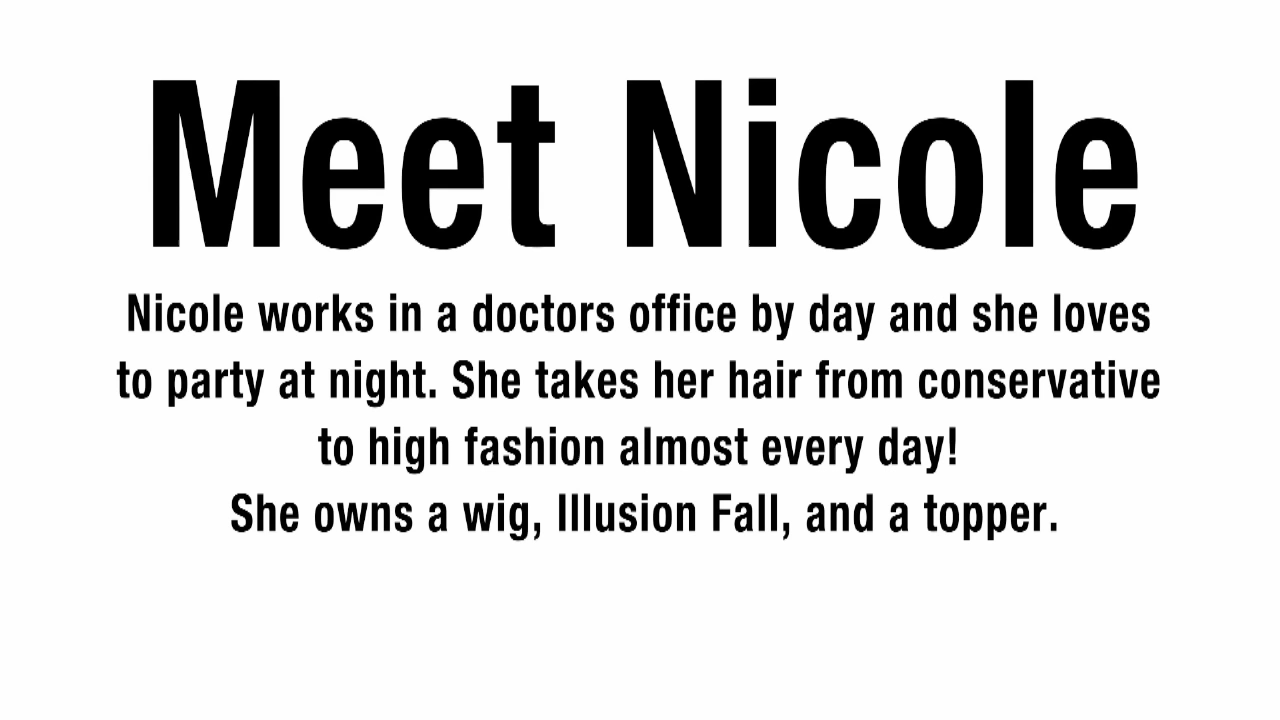 Meet Nicole
Nicole works in a doctors office by day and she loves
to party at night. She takes her hair from conservative
to high fashion almost every day!
She owns a wig, Illusion Fall, and a topper.